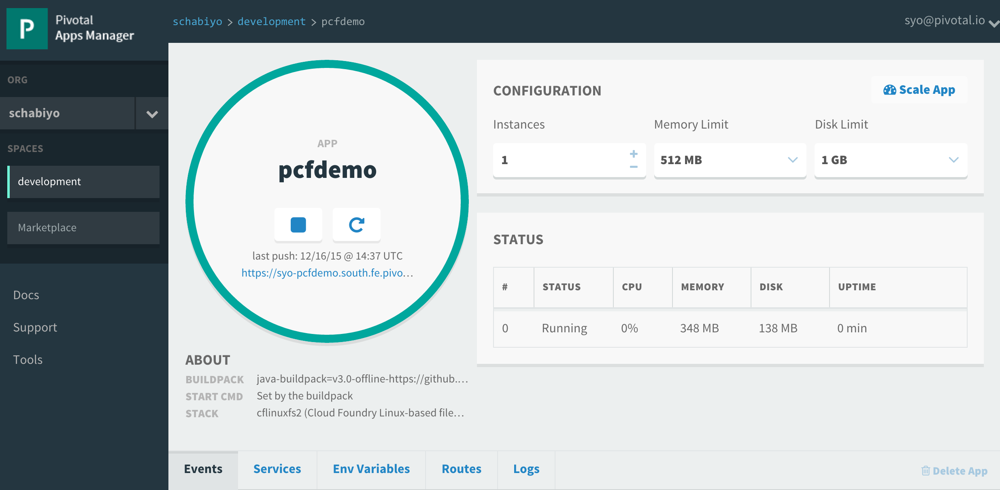 P
Pivotal
Apps Manager
schabiyo > development > pcfdemo
syo@pivotal.io
ORG
schabiyo
SPACES
development
Marketplace
Docs
Support
Tools
APP
pcfdemo
last push: 12/16/15 @ 14:37 UTC
https://syo-pcfdemo.south.fe.pivo…
ABOUT
BUILDPACK java-buildpack=v3.0-offline-https://github.…
START CMD Set by the buildpack
STACK cflinuxfs2 (Cloud Foundry Linux-based file…
CONFIGURATION
Scale App
Instances Memory Limit Disk Limit
1 + − 512 MB 1 GB
STATUS
# STATUS CPU MEMORY DISK UPTIME
0 Running 0% 348 MB 138 MB 0 min
Events Services Env Variables Routes Logs Delete App